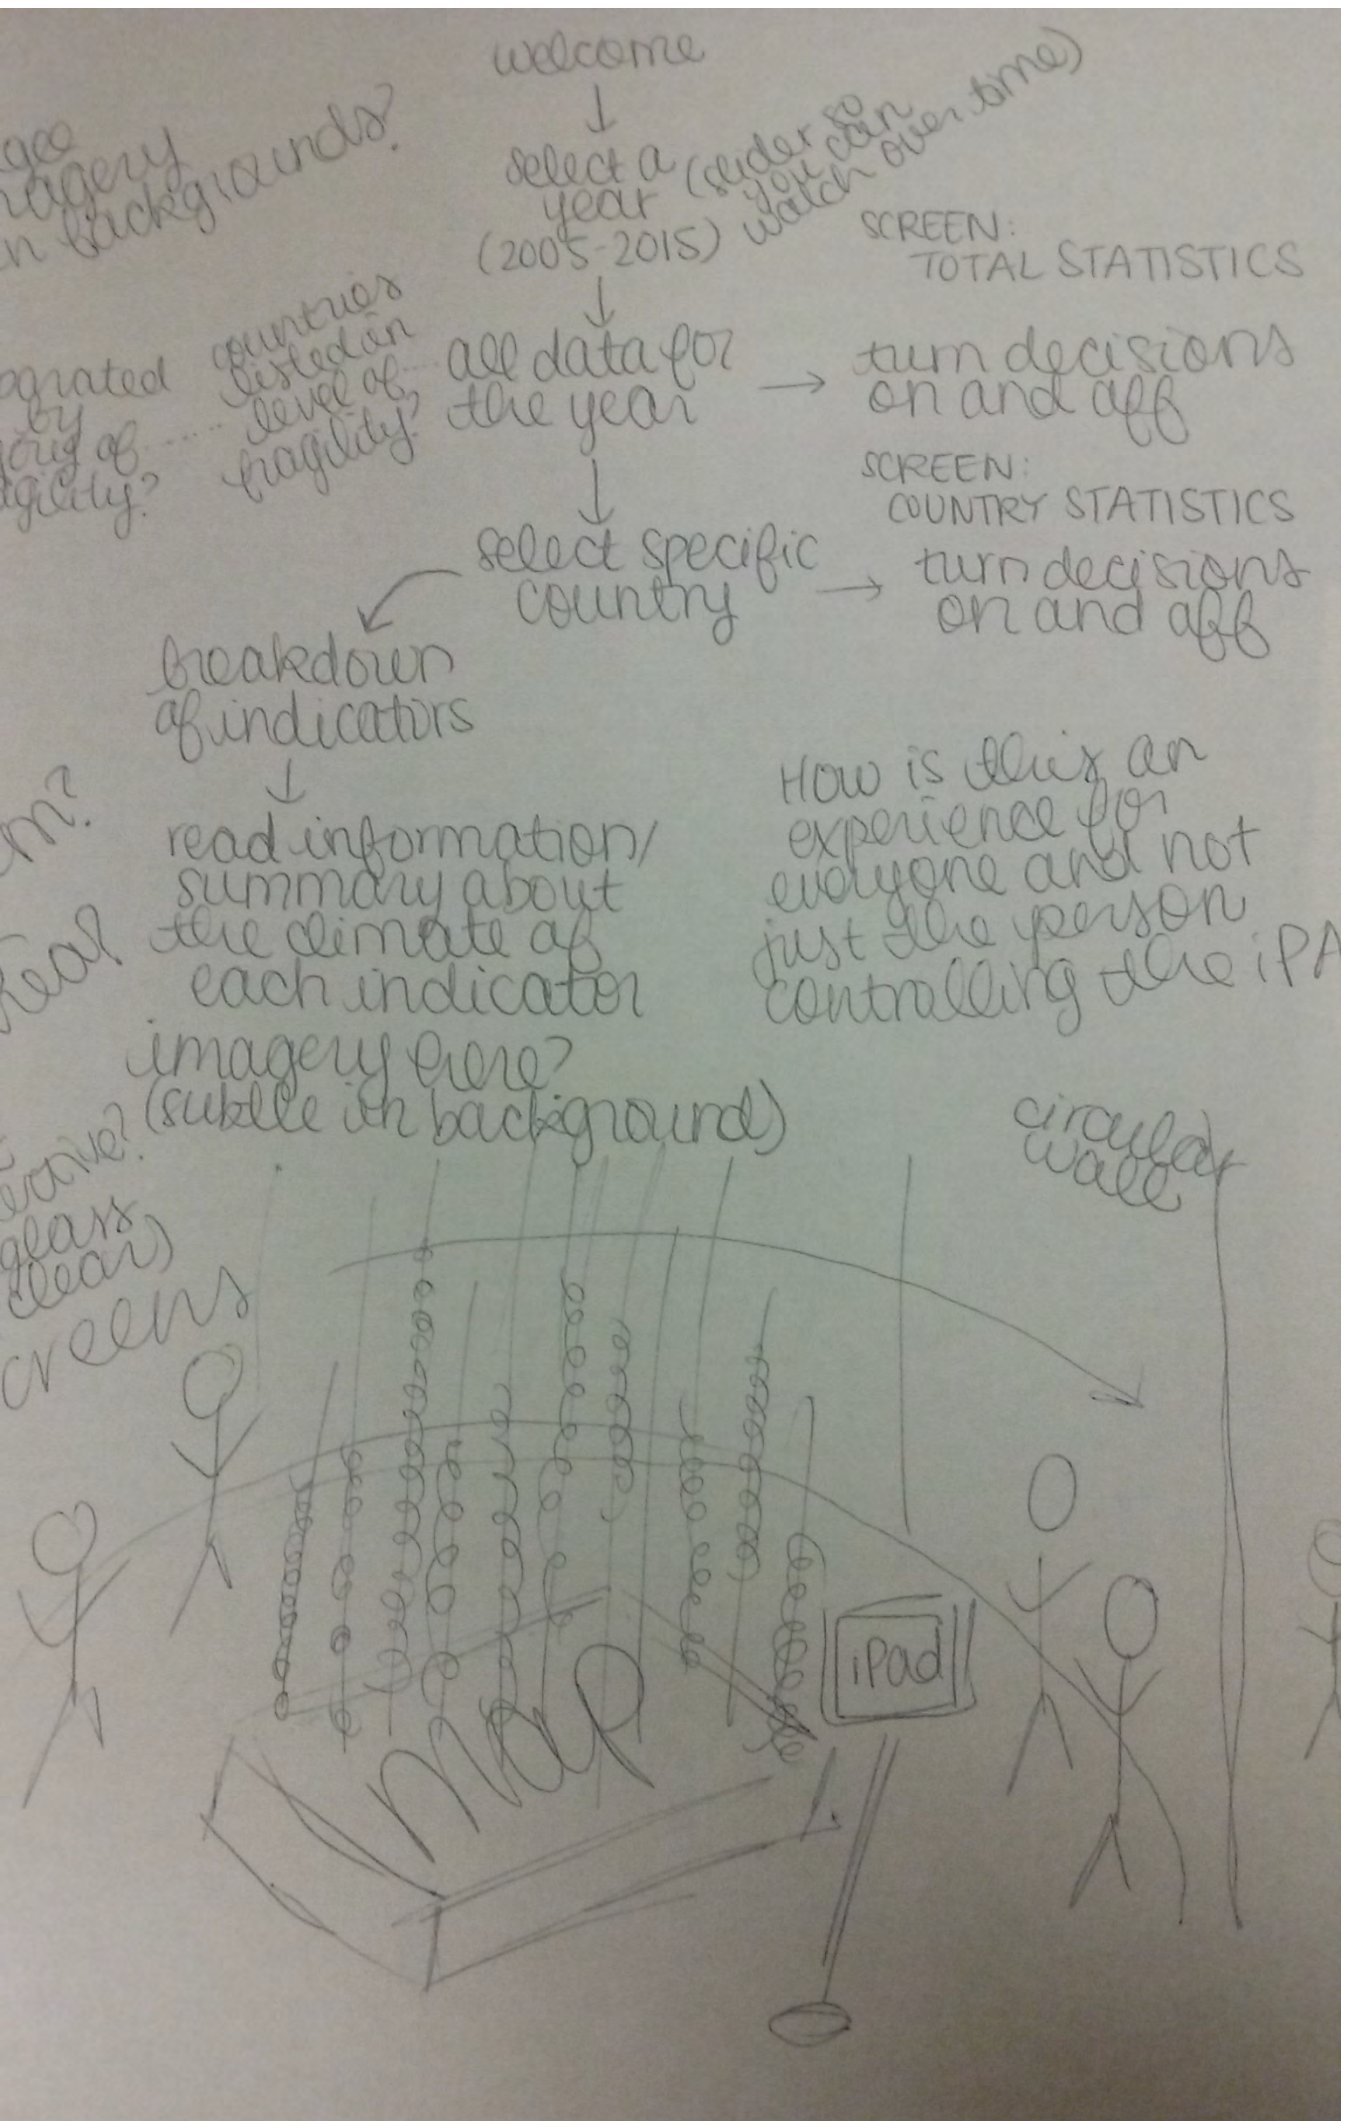 welcome
select a
year
(2005-2015)
(slider so
you can
watch over time)
backgrounds?
SCREEN:
TOTAL STATISTICS
countries
listed in
level of
fragility?
by
all data for
the year
turn decisions
on and off
SCREEN:
COUNTRY STATISTICS
select specific
country
turn decisions
on and off
breakdown
of indicators
read information/
summary about
the climate of
each indicator
imagery here?
(subtle in background)
How is this an
experience for
everyone and not
just the person
controlling the iPA
circular
wall
glass
clear)
map
iPad